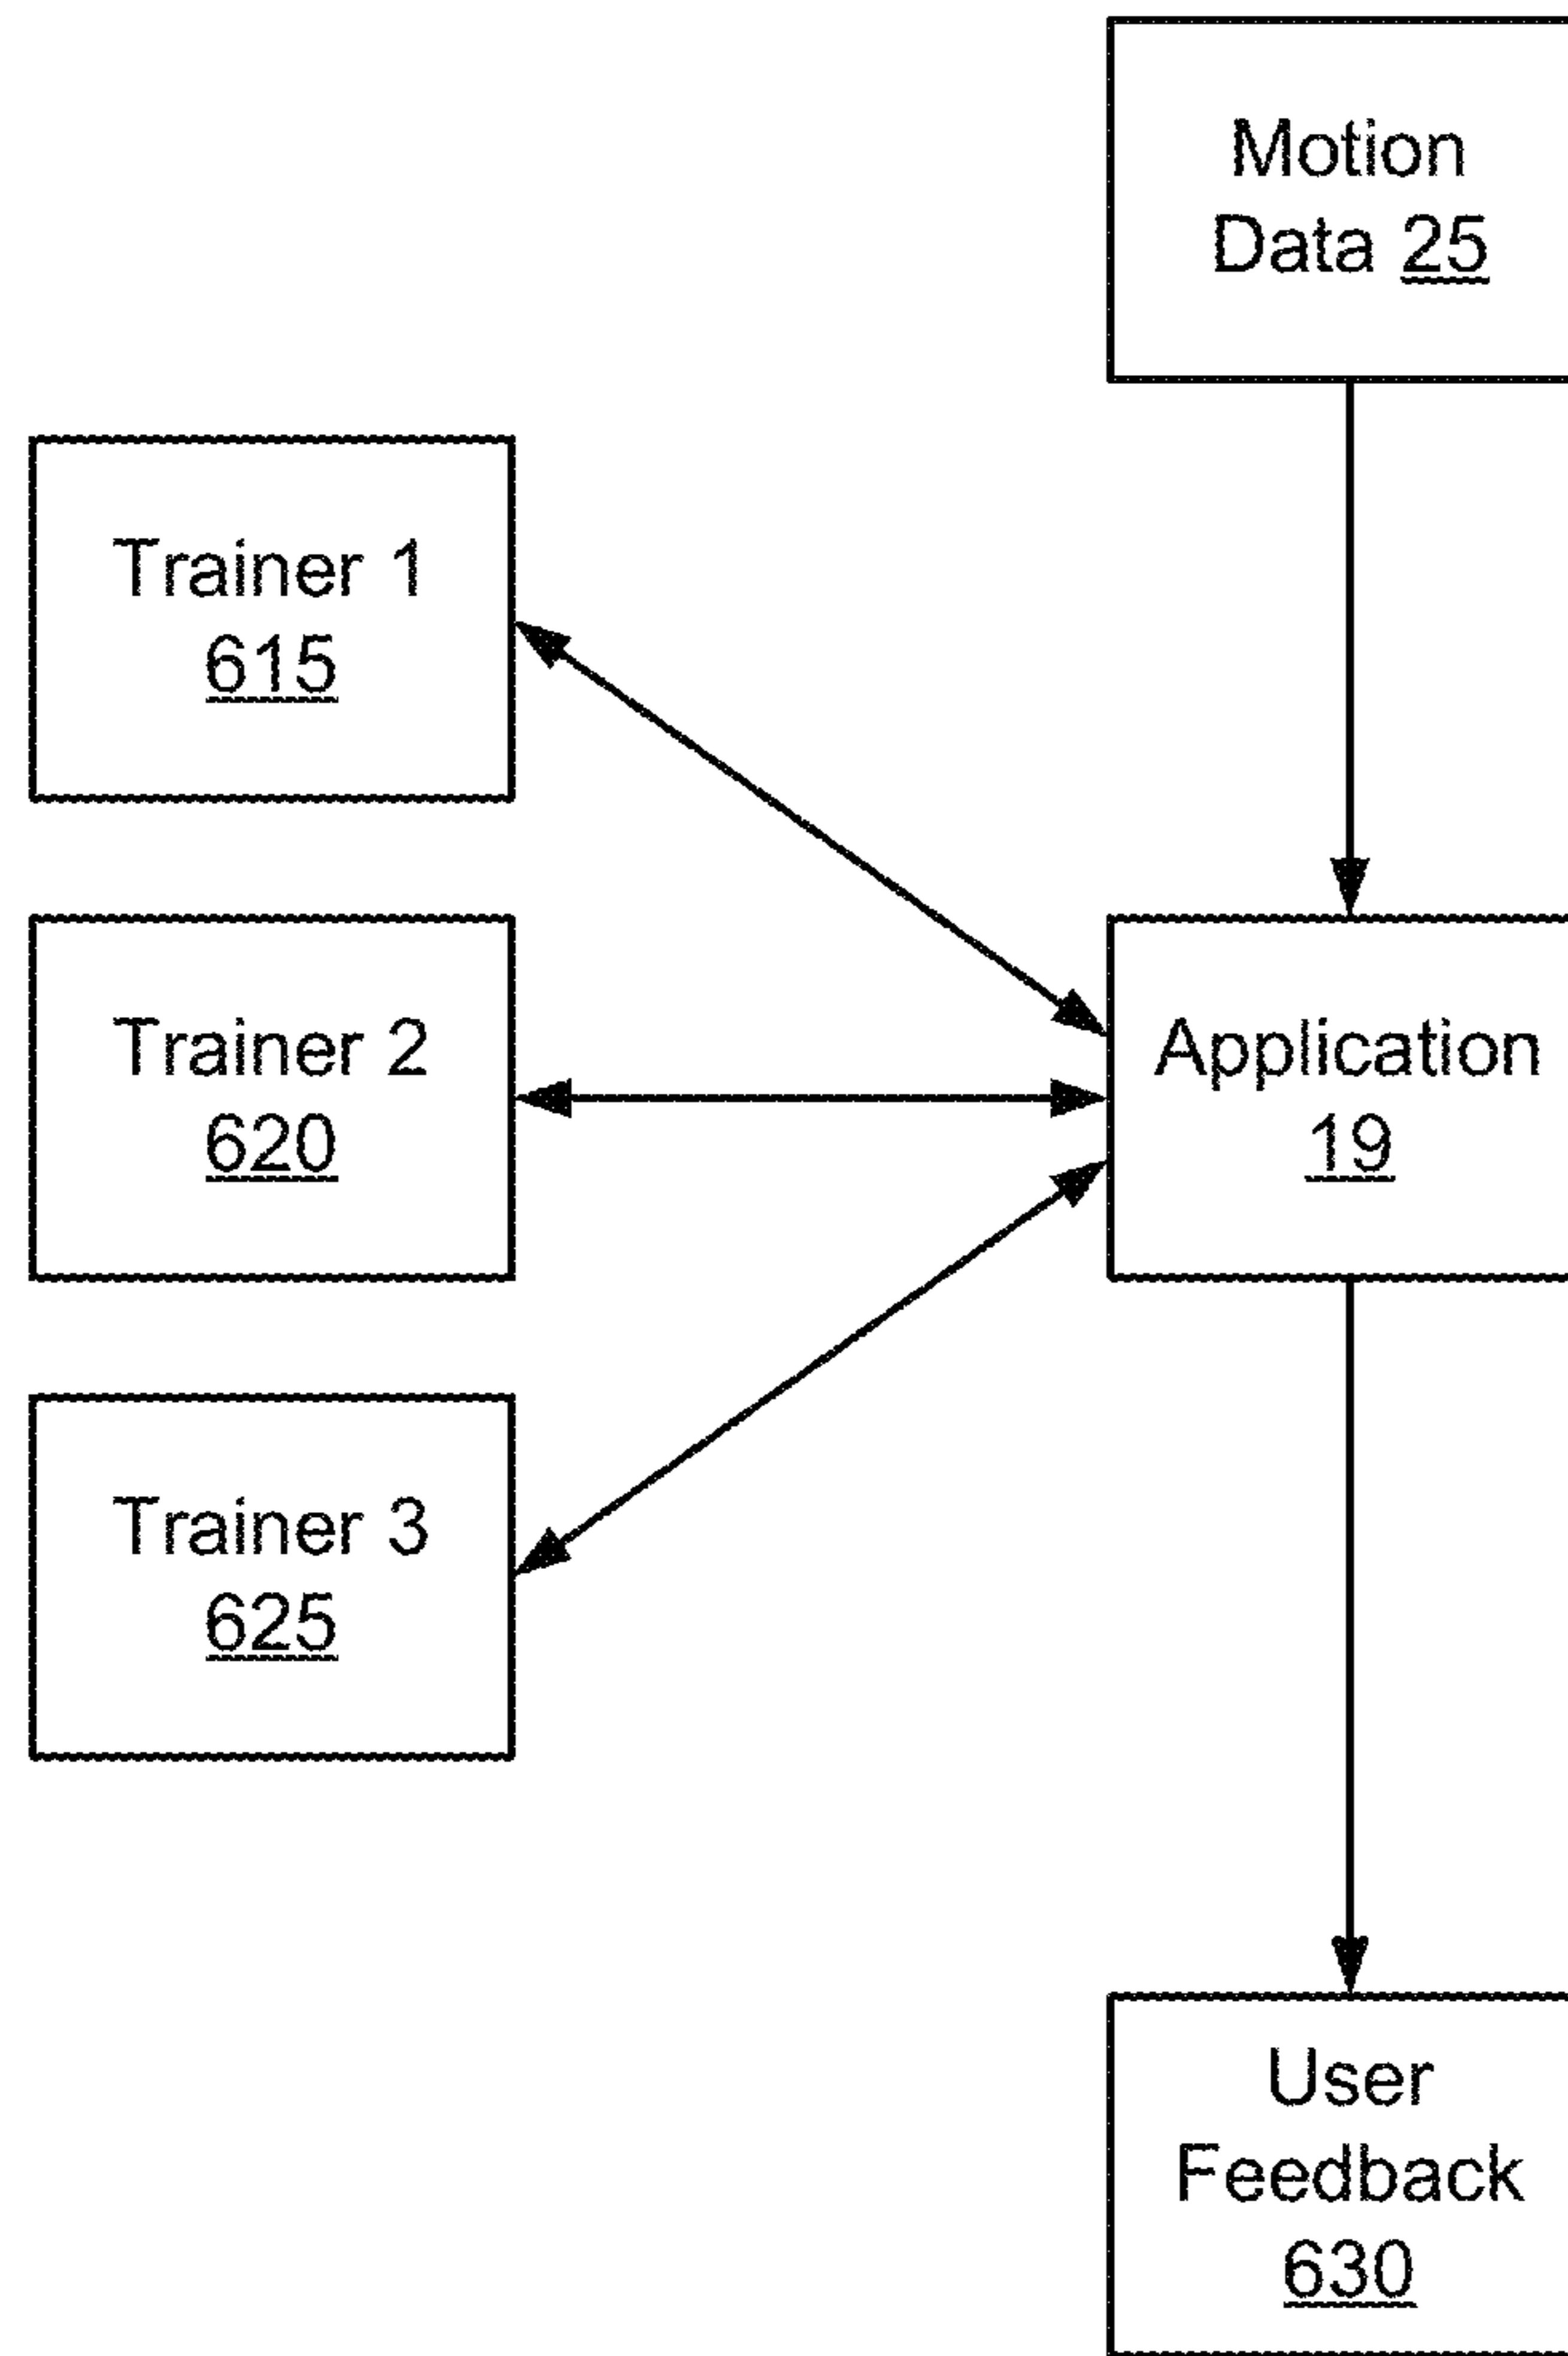 Motion
Data 25
Trainer 1
615
Trainer 2
620
Application
19
Trainer 3
625
User
Feedback
630